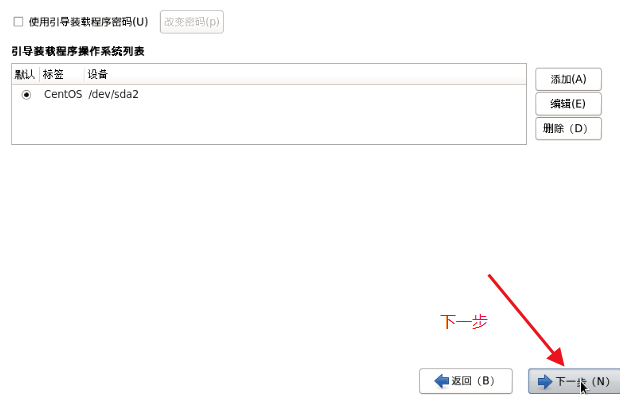 使用引导装载程序密码(U) 改变密码(p)
引导装载程序操作系统列表
默认 标签 设备
CentOS /dev/sda2
添加(A)
编辑(E)
删除（D）
下一步
返回（B） 下一步（N）